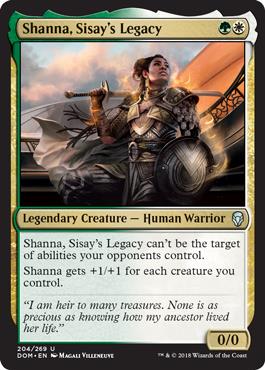 Shanna, Sisay's Legacy
Legendary Creature — Human Warrior
Shanna, Sisay's Legacy can't be the target
of abilities your opponents control.
Shanna gets +1/+1 for each creature you
control.
"I am heir to many treasures. None is as
precious as knowing how my ancestor lived
her life."
0/0
204/269 U
DOM • EN MAGALI VILLENEUVE
™ & © 2018 Wizards of the Coast